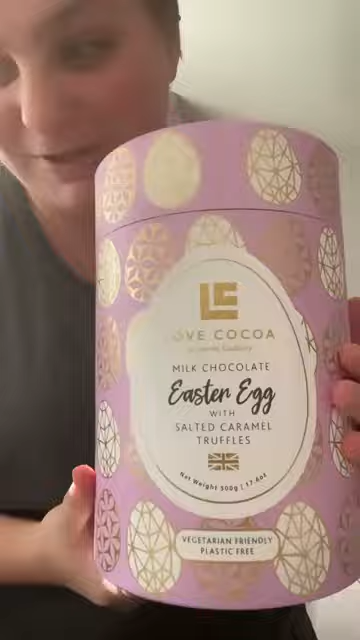 LC
OVE COCOA
MILK CHOCOLATE
Easter Egg
WITH
SALTED CARAMEL
TRUFFLES
Net Weight 500g | 17.6oz
VEGETARIAN FRIENDLY
PLASTIC FREE